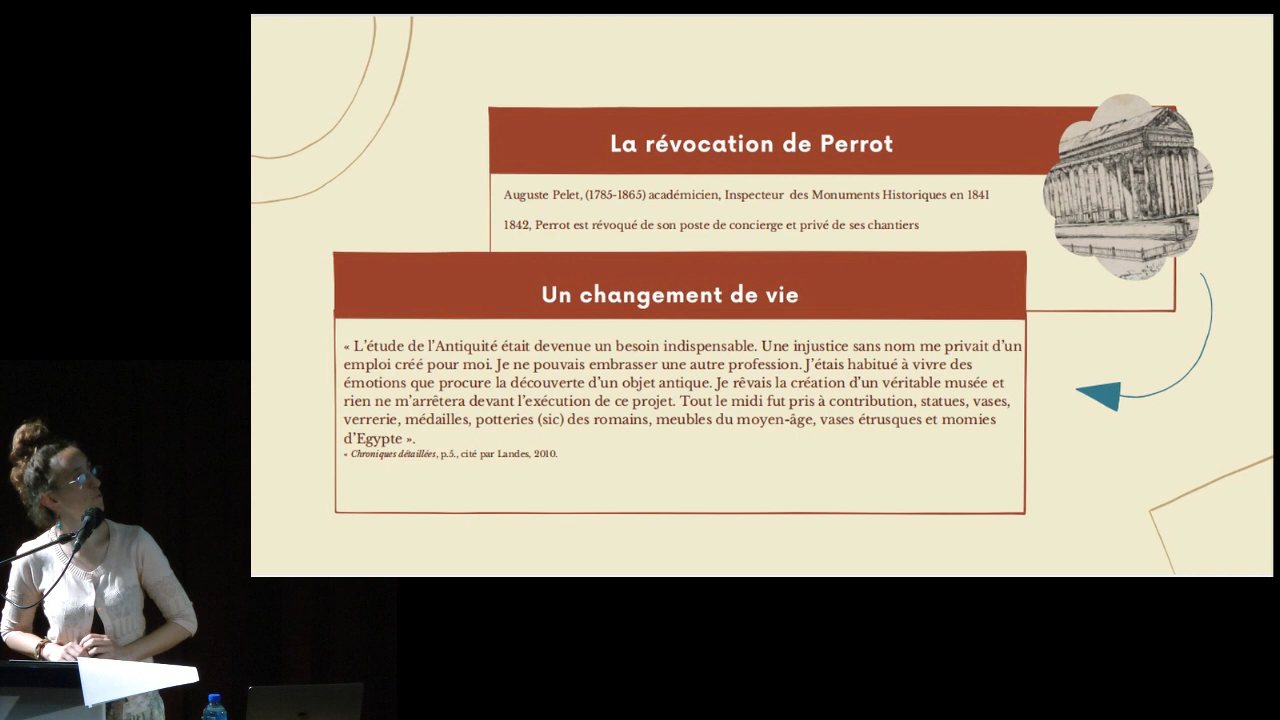 La révocation de Perrot
Auguste Pelet, (1785-1865) académicien, Inspecteur des Monuments Historiques en 1841
1842, Perrot est révoqué de son poste de concierge et privé de ses chantiers
Un changement de vie
« L’étude de l’Antiquité était devenue un besoin indispensable. Une injustice sans nom me privait d’un
emploi créé pour moi. Je ne pouvais embrasser une autre profession. J’étais habitué à vivre des
émotions que procure la découverte d’un objet antique. Je rêvais la création d’un véritable musée et
rien ne m’arrêtera devant l’exécution de ce projet. Tout le midi fut pris à contribution, statues, vases,
verrerie, médailles, potteries (sic) des romains, meubles du moyen-âge, vases étrusques et momies
d’Egypte ».
« Chroniques détaillées, p.5., cité par Landes, 2010.